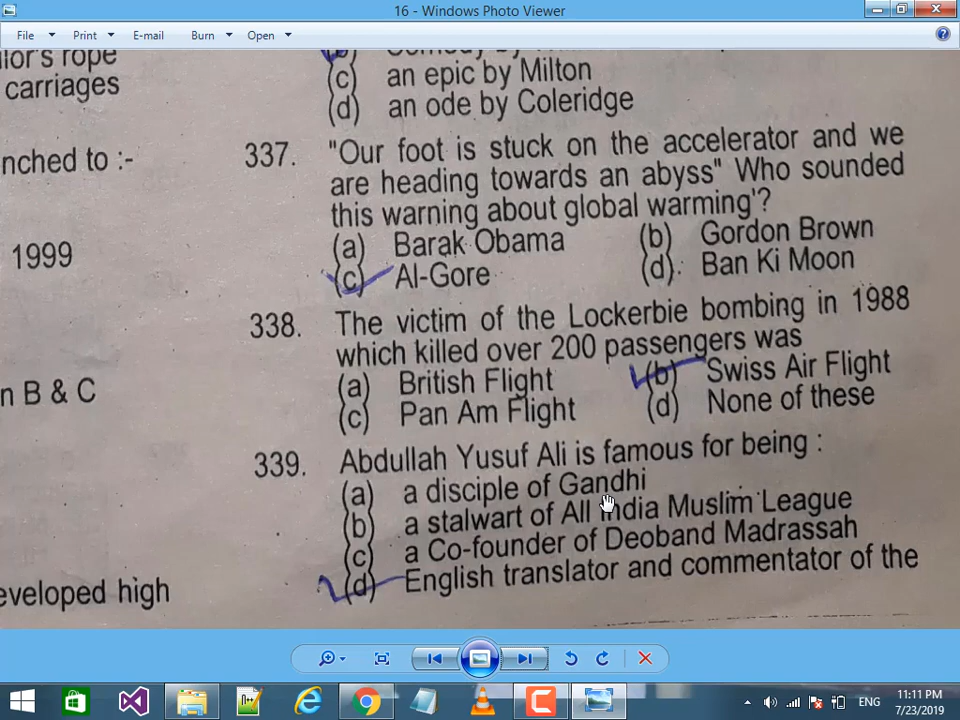 16 - Windows Photo Viewer
File Print E-mail Burn Open
lor's rope
carriages
nched to :-
1999
n B & C
eveloped high
Comedy by
(c) an epic by Milton
(d) an ode by Coleridge
337. "Our foot is stuck on the accelerator and we
are heading towards an abyss" Who sounded
this warning about global warming'?
(a) Barak Obama (b) Gordon Brown
(c) Al-Gore (d). Ban Ki Moon
338. The victim of the Lockerbie bombing in 1988
which killed over 200 passengers was
(a) British Flight (b) Swiss Air Flight
(c) Pan Am Flight (d) None of these
339. Abdullah Yusuf Ali is famous for being :
(a) a disciple of Gandhi
(b) a stalwart of All India Muslim League
(c) a Co-founder of Deoband Madrassah
(d) English translator and commentator of the
ENG
11:11 PM
7/23/2019